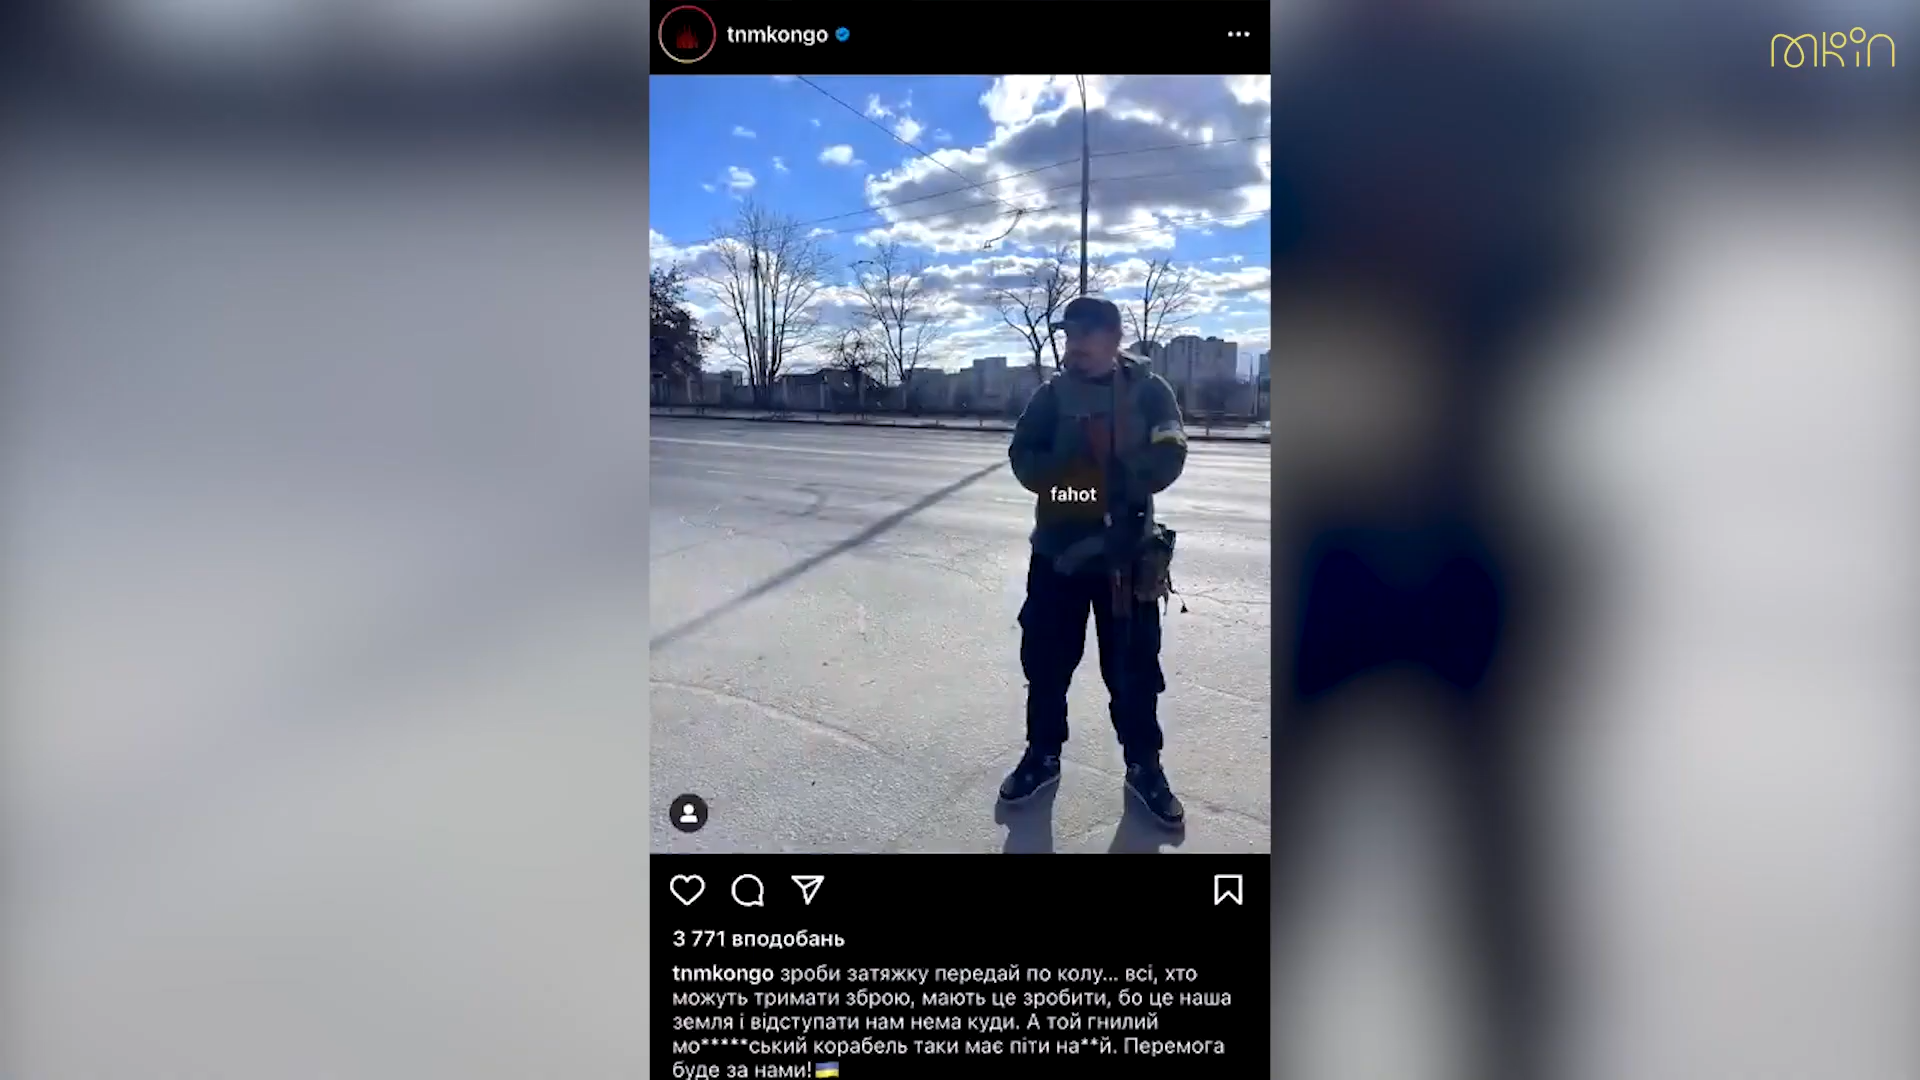 tnmkongo
mkin
fahot
3 771 вподобань
tnmkongo зроби затяжку передай по колу... всі, хто
можуть тримати зброю, мають це зробити, бо це наша
земля і відступати нам нема куди. А той гнилий
мо*****ський корабель таки має піти на**й. Перемога
буде за нами!🇺🇦